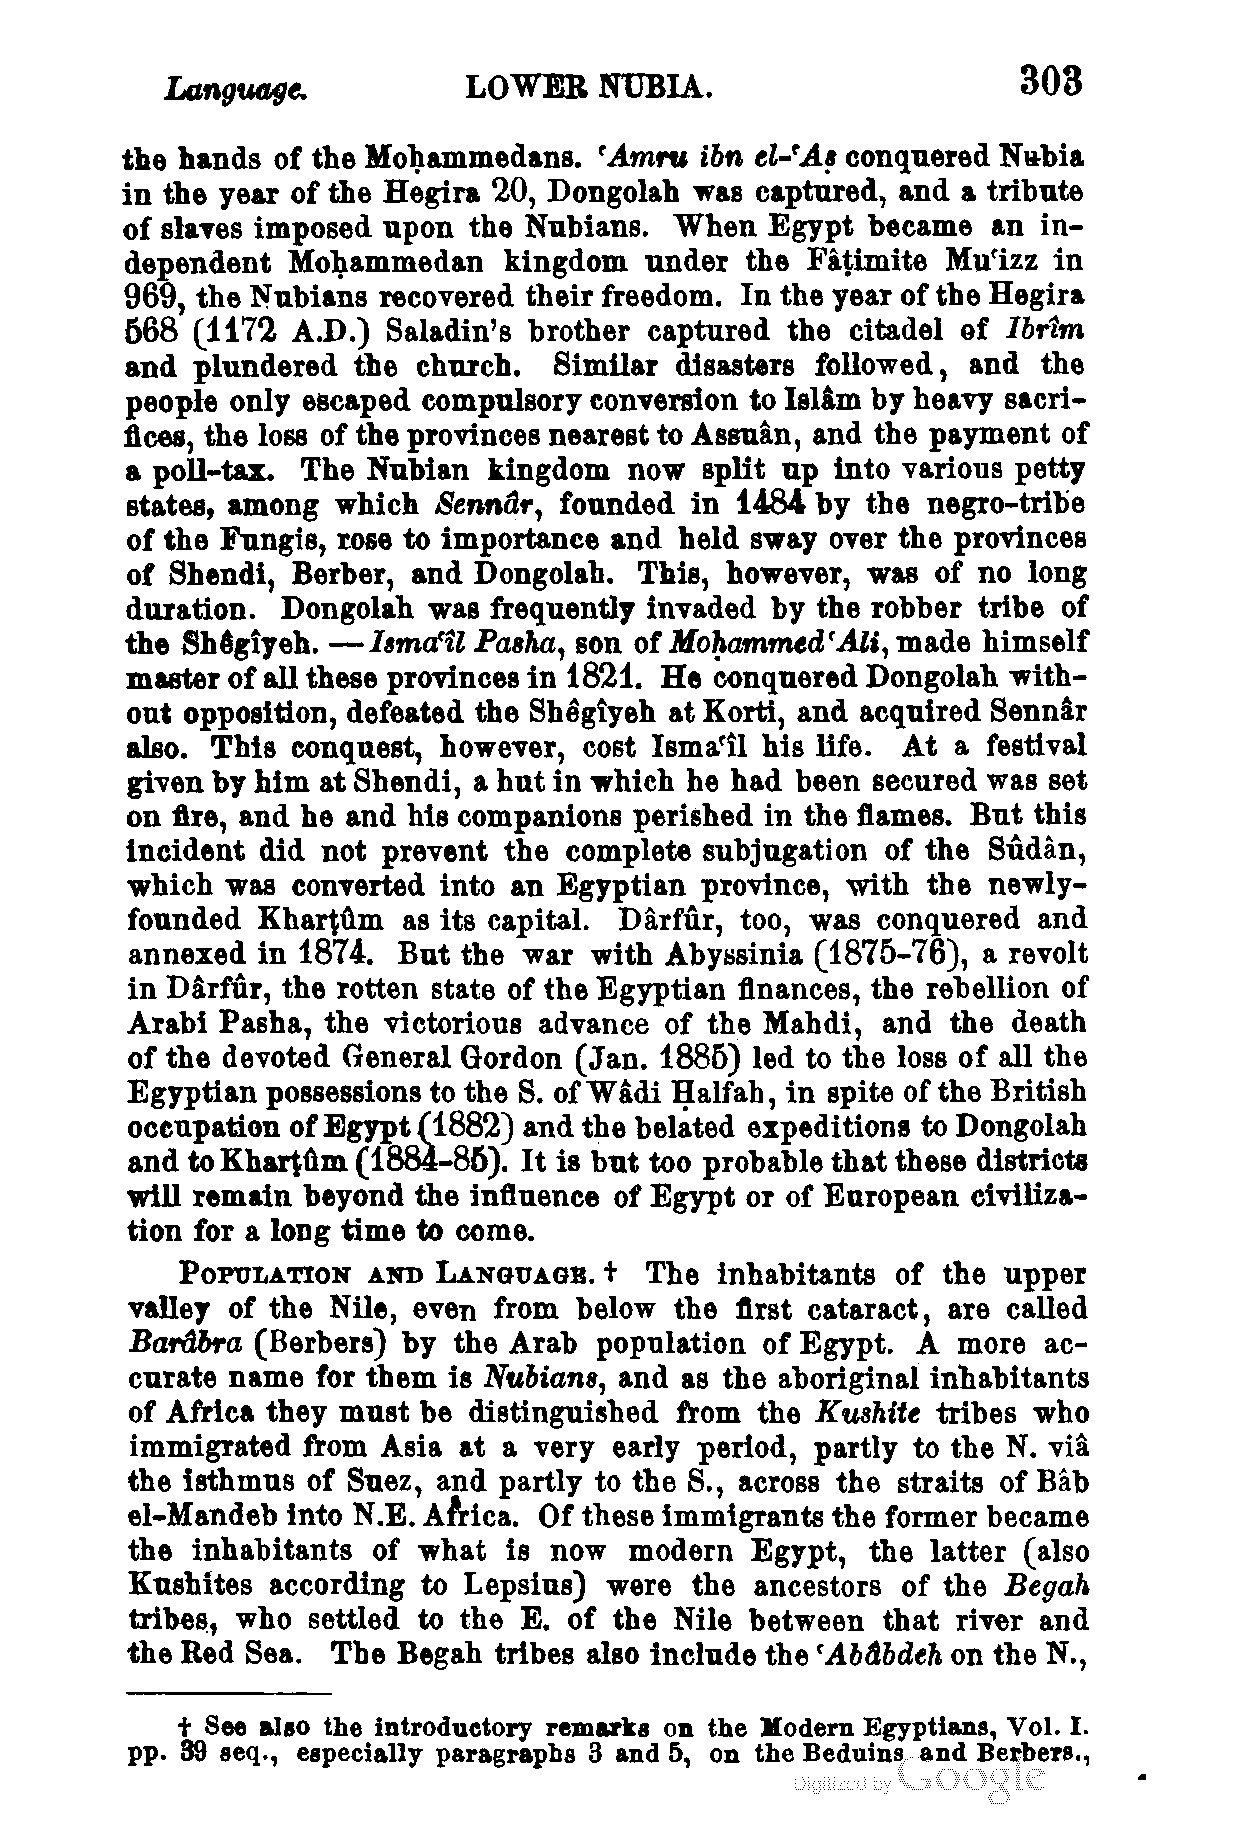 Language. LOWER NUBIA. 303
the hands of the Moḥammedans. ʿAmru ibn el-ʿAṣ conquered Nubia
in the year of the Hegira 20, Dongolah was captured, and a tribute
of slaves imposed upon the Nubians. When Egypt became an in-
dependent Moḥammedan kingdom under the Fâṭimite Muʿizz in
969, the Nubians recovered their freedom. In the year of the Hegira
568 (1172 A.D.) Saladin's brother captured the citadel of Ibrîm
and plundered the church. Similar disasters followed, and the
people only escaped compulsory conversion to Islâm by heavy sacri-
fices, the loss of the provinces nearest to Assuân, and the payment of
a poll-tax. The Nubian kingdom now split up into various petty
states, among which Sennâr, founded in 1484 by the negro-tribe
of the Fungis, rose to importance and held sway over the provinces
of Shendi, Berber, and Dongolah. This, however, was of no long
duration. Dongolah was frequently invaded by the robber tribe of
the Shêgîyeh. — Ismaʿîl Pasha, son of Moḥammed ʿAli, made himself
master of all these provinces in 1821. He conquered Dongolah with-
out opposition, defeated the Shêgîyeh at Korti, and acquired Sennâr
also. This conquest, however, cost Ismaʿîl his life. At a festival
given by him at Shendi, a hut in which he had been secured was set
on fire, and he and his companions perished in the flames. But this
incident did not prevent the complete subjugation of the Sûdân,
which was converted into an Egyptian province, with the newly-
founded Kharṭûm as its capital. Dârfûr, too, was conquered and
annexed in 1874. But the war with Abyssinia (1875-76), a revolt
in Dârfûr, the rotten state of the Egyptian finances, the rebellion of
Arabi Pasha, the victorious advance of the Mahdi, and the death
of the devoted General Gordon (Jan. 1885) led to the loss of all the
Egyptian possessions to the S. of Wâdi Ḥalfah, in spite of the British
occupation of Egypt (1882) and the belated expeditions to Dongolah
and to Kharṭûm (1884-85). It is but too probable that these districts
will remain beyond the influence of Egypt or of European civiliza-
tion for a long time to come.
POPULATION AND LANGUAGE. † The inhabitants of the upper
valley of the Nile, even from below the first cataract, are called
Barâbra (Berbers) by the Arab population of Egypt. A more ac-
curate name for them is Nubians, and as the aboriginal inhabitants
of Africa they must be distinguished from the Kushite tribes who
immigrated from Asia at a very early period, partly to the N. viâ
the isthmus of Suez, and partly to the S., across the straits of Bâb
el-Mandeb into N.E. Africa. Of these immigrants the former became
the inhabitants of what is now modern Egypt, the latter (also
Kushites according to Lepsius) were the ancestors of the Begah
tribes, who settled to the E. of the Nile between that river and
the Red Sea. The Begah tribes also include the ʿAbâbdeh on the N.,
† See also the introductory remarks on the Modern Egyptians, Vol. I.
pp. 39 seq., especially paragraphs 3 and 5, on the Beduins and Berbers.,
Digitized by Google